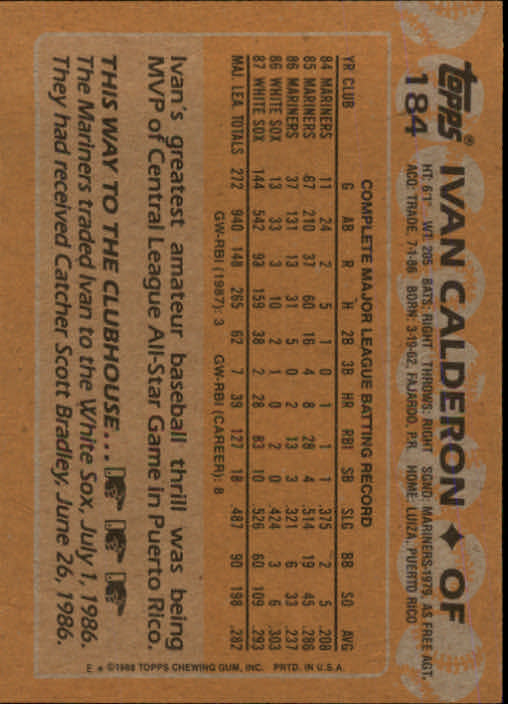 topps® IVAN CALDERON ✦ OF
184
HT: 6'1" WT: 205 BATS: RIGHT THROWS: RIGHT SGND: MARINERS-1979, AS FREE AGT.
ACQ: TRADE, 7-1-86 BORN: 3-19-62, FAJARDO, P.R. HOME: LUIZA, PUERTO RICO
COMPLETE MAJOR LEAGUE BATTING RECORD
YR CLUB G AB R H 2B 3B HR RBI SB SLG BB SO AVG
84 MARINERS 11 24 2 5 1 0 1 1 1 .375 2 5 .208
85 MARINERS 67 210 37 60 16 4 8 28 4 .514 19 45 .286
86 MARINERS 37 131 13 31 5 0 2 13 3 .321 6 33 .237
86 WHITE SOX 13 33 3 10 2 1 0 2 0 .424 3 6 .303
87 WHITE SOX 144 542 93 159 38 2 28 83 10 .526 60 109 .293
MAJ. LEA. TOTALS 272 940 148 265 62 7 39 127 18 .487 90 198 .282
GW-RBI (1987): 3 GW-RBI (CAREER): 8
Ivan's greatest amateur baseball thrill was being
MVP of Central League All-Star Game in Puerto Rico.
THIS WAY TO THE CLUBHOUSE...
The Mariners traded Ivan to the White Sox, July 1, 1986.
They had received Catcher Scott Bradley, June 26, 1986.
E ★ ©1988 TOPPS CHEWING GUM, INC. PRTD. IN U.S.A.